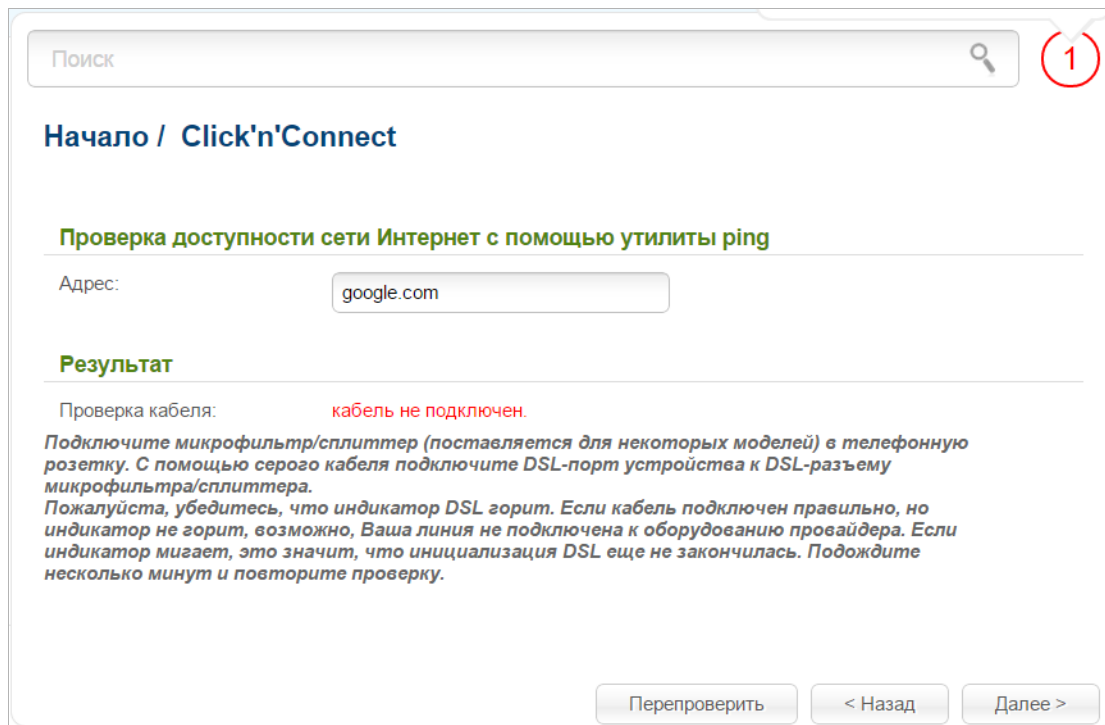 Поиск
1
Начало / Click'n'Connect
Проверка доступности сети Интернет с помощью утилиты ping
Адрес: google.com
Результат
Проверка кабеля: кабель не подключен.
Подключите микрофильтр/сплиттер (поставляется для некоторых моделей) в телефонную
розетку. С помощью серого кабеля подключите DSL-порт устройства к DSL-разъему
микрофильтра/сплиттера.
Пожалуйста, убедитесь, что индикатор DSL горит. Если кабель подключен правильно, но
индикатор не горит, возможно, Ваша линия не подключена к оборудованию провайдера. Если
индикатор мигает, это значит, что инициализация DSL еще не закончилась. Подождите
несколько минут и повторите проверку.
Перепроверить < Назад Далее >